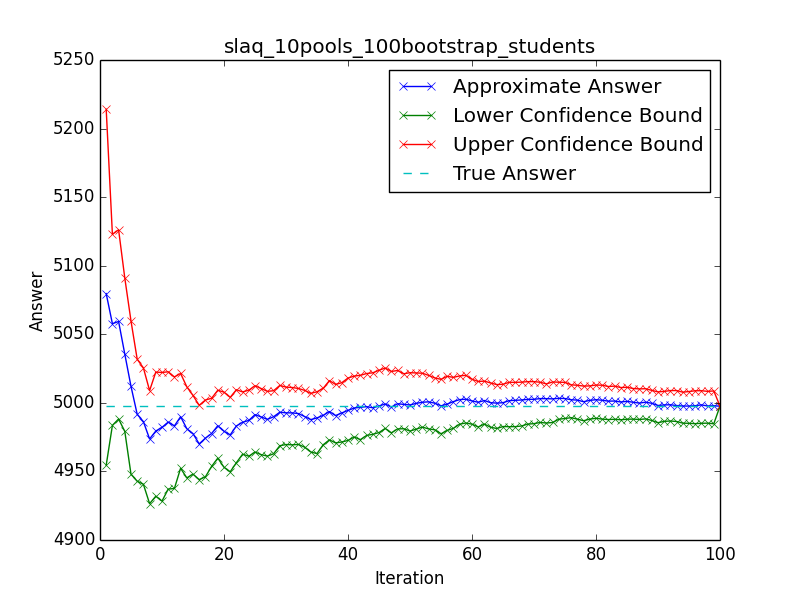 slaq_10pools_100bootstrap_students
5250
5200
5150
5100
5050
5000
4950
4900
Answer
Approximate Answer
Lower Confidence Bound
Upper Confidence Bound
True Answer
0 20 40 60 80 100
Iteration